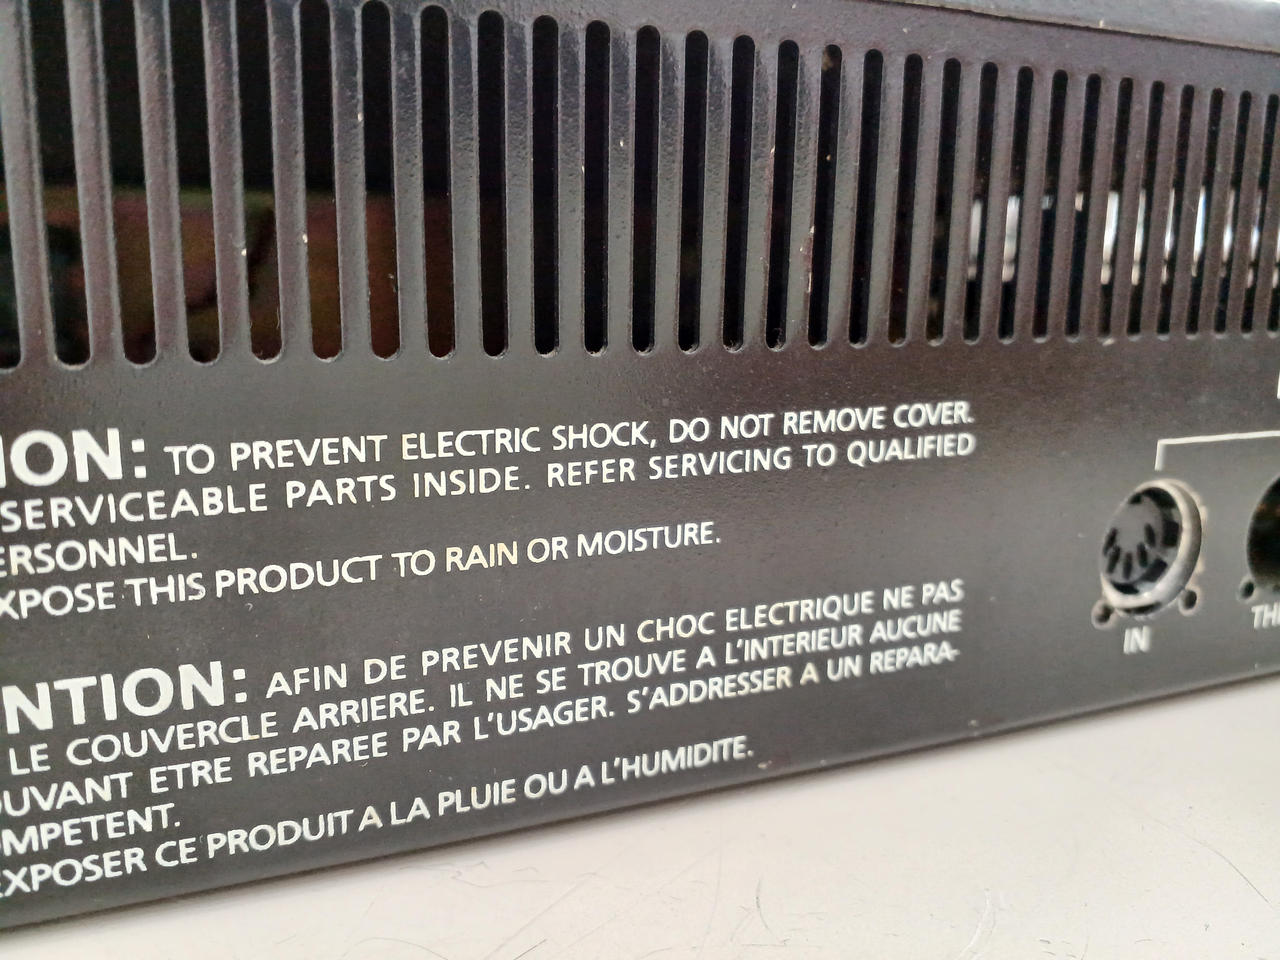 ION: TO PREVENT ELECTRIC SHOCK, DO NOT REMOVE COVER.
SERVICEABLE PARTS INSIDE. REFER SERVICING TO QUALIFIED
ERSONNEL.
XPOSE THIS PRODUCT TO RAIN OR MOISTURE.
NTION: AFIN DE PREVENIR UN CHOC ELECTRIQUE NE PAS
LE COUVERCLE ARRIERE. IL NE SE TROUVE A L'INTERIEUR AUCUNE
OUVANT ETRE REPAREE PAR L'USAGER. S'ADDRESSER A UN REPARA-
OMPETENT.
EXPOSER CE PRODUIT A LA PLUIE OU A L'HUMIDITE.
IN
TH